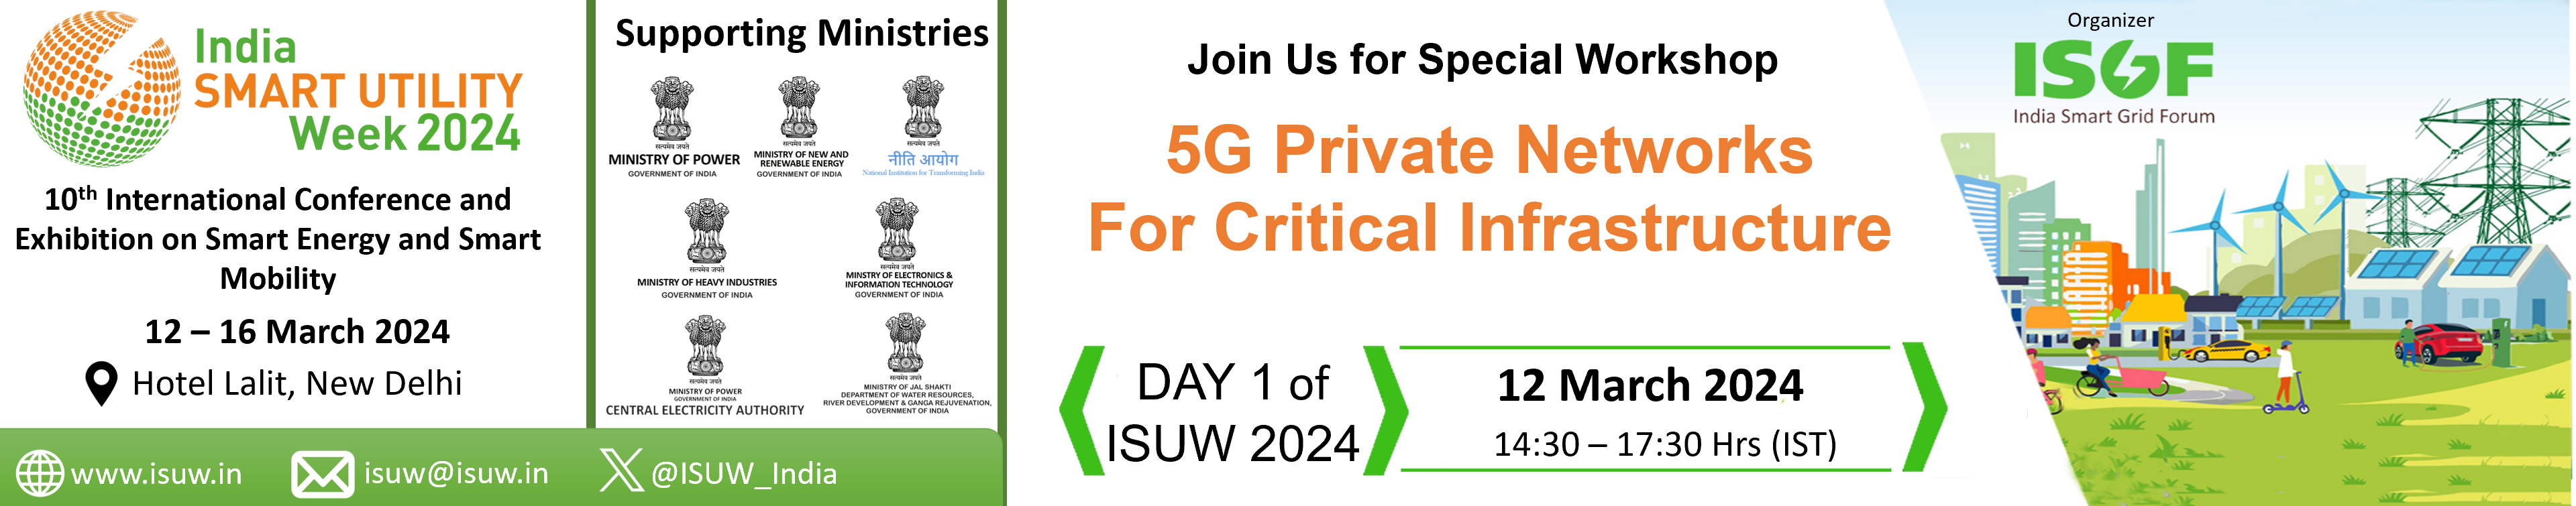 India
SMART UTILITY
Week 2024
10th International Conference and
Exhibition on Smart Energy and Smart
Mobility
12 – 16 March 2024
Hotel Lalit, New Delhi
www.isuw.in
isuw@isuw.in
@ISUW_India
Supporting Ministries
सत्यमेव जयते
MINISTRY OF POWER
GOVERNMENT OF INDIA
सत्यमेव जयते
MINISTRY OF NEW AND
RENEWABLE ENERGY
GOVERNMENT OF INDIA
सत्यमेव जयते
नीति आयोग
National Institution for Transforming India
सत्यमेव जयते
MINISTRY OF HEAVY INDUSTRIES
GOVERNMENT OF INDIA
सत्यमेव जयते
MINSTRY OF ELECTRONICS &
INFORMATION TECHNOLOGY
GOVERNMENT OF INDIA
सत्यमेव जयते
MINISTRY OF POWER
GOVERNMENT OF INDIA
CENTRAL ELECTRICITY AUTHORITY
सत्यमेव जयते
MINISTRY OF JAL SHAKTI
DEPARTMENT OF WATER RESOURCES,
RIVER DEVELOPMENT & GANGA REJUVENATION,
GOVERNMENT OF INDIA
Join Us for Special Workshop
5G Private Networks
For Critical Infrastructure
DAY 1 of
ISUW 2024
12 March 2024
14:30 – 17:30 Hrs (IST)
Organizer
ISGF
India Smart Grid Forum